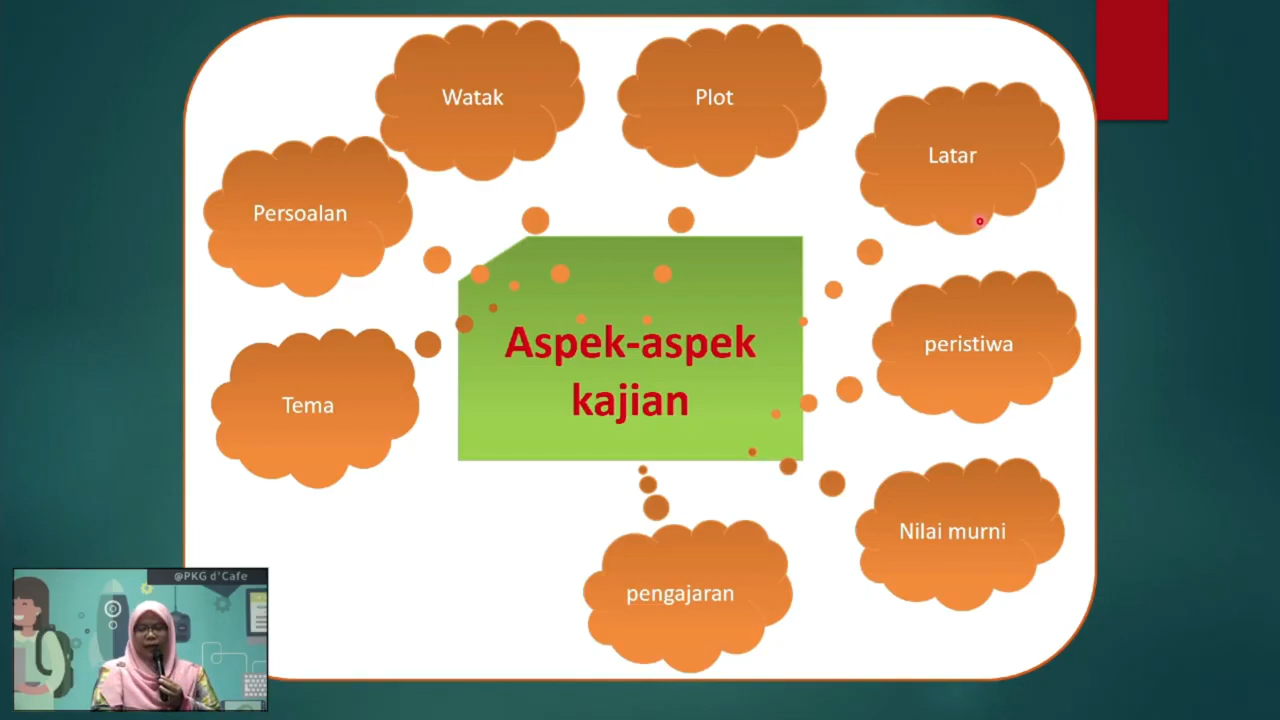 Watak
Plot
Latar
Persoalan
Aspek-aspek
kajian
peristiwa
Tema
Nilai murni
pengajaran
@PKG d'Cafe